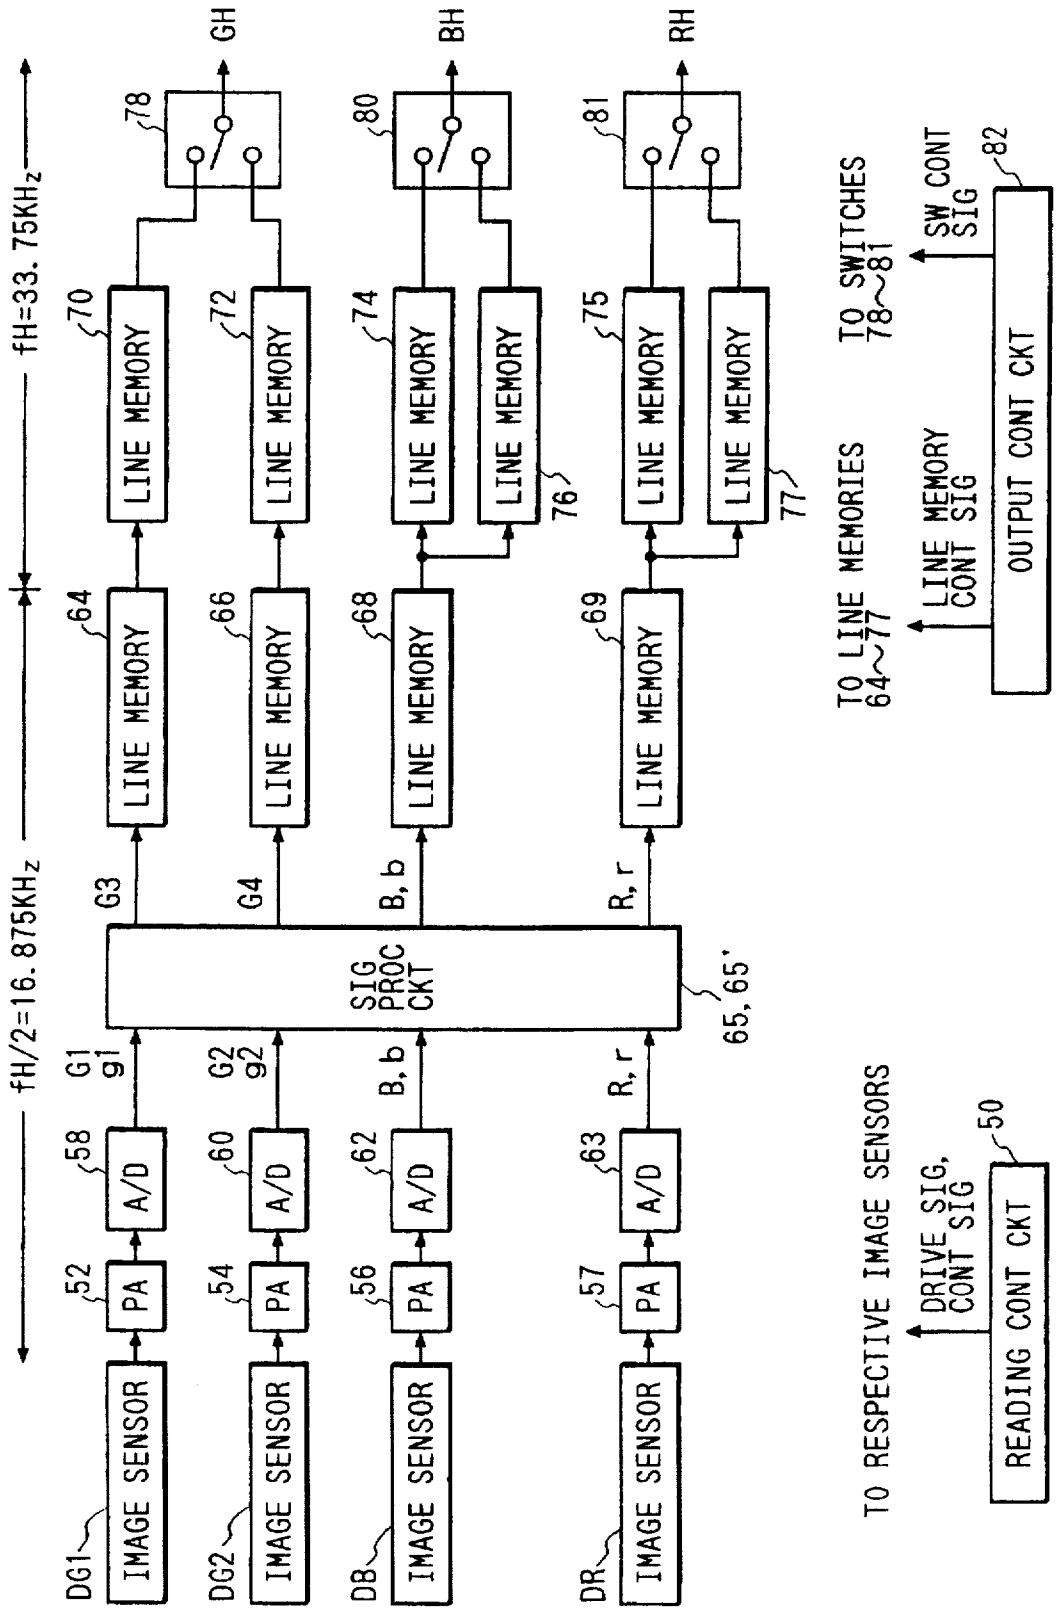 fH/2=16.875KHz
fH=33.75KHz
DG1
IMAGE SENSOR
52
PA
58
A/D
G1
g1
G3
64
LINE MEMORY
70
LINE MEMORY
78
GH
DG2
IMAGE SENSOR
54
PA
60
A/D
G2
g2
G4
66
LINE MEMORY
72
LINE MEMORY
SIG
PROC
CKT
65,65'
DB
IMAGE SENSOR
56
PA
62
A/D
B,b
B,b
68
LINE MEMORY
74
LINE MEMORY
80
BH
76
LINE MEMORY
DR
IMAGE SENSOR
57
PA
63
A/D
R,r
R,r
69
LINE MEMORY
75
LINE MEMORY
81
RH
77
LINE MEMORY
TO RESPECTIVE IMAGE SENSORS
DRIVE SIG,
CONT SIG
50
READING CONT CKT
TO LINE MEMORIES
64~77
LINE MEMORY
CONT SIG
TO SWITCHES
78~81
SW CONT
SIG
82
OUTPUT CONT CKT